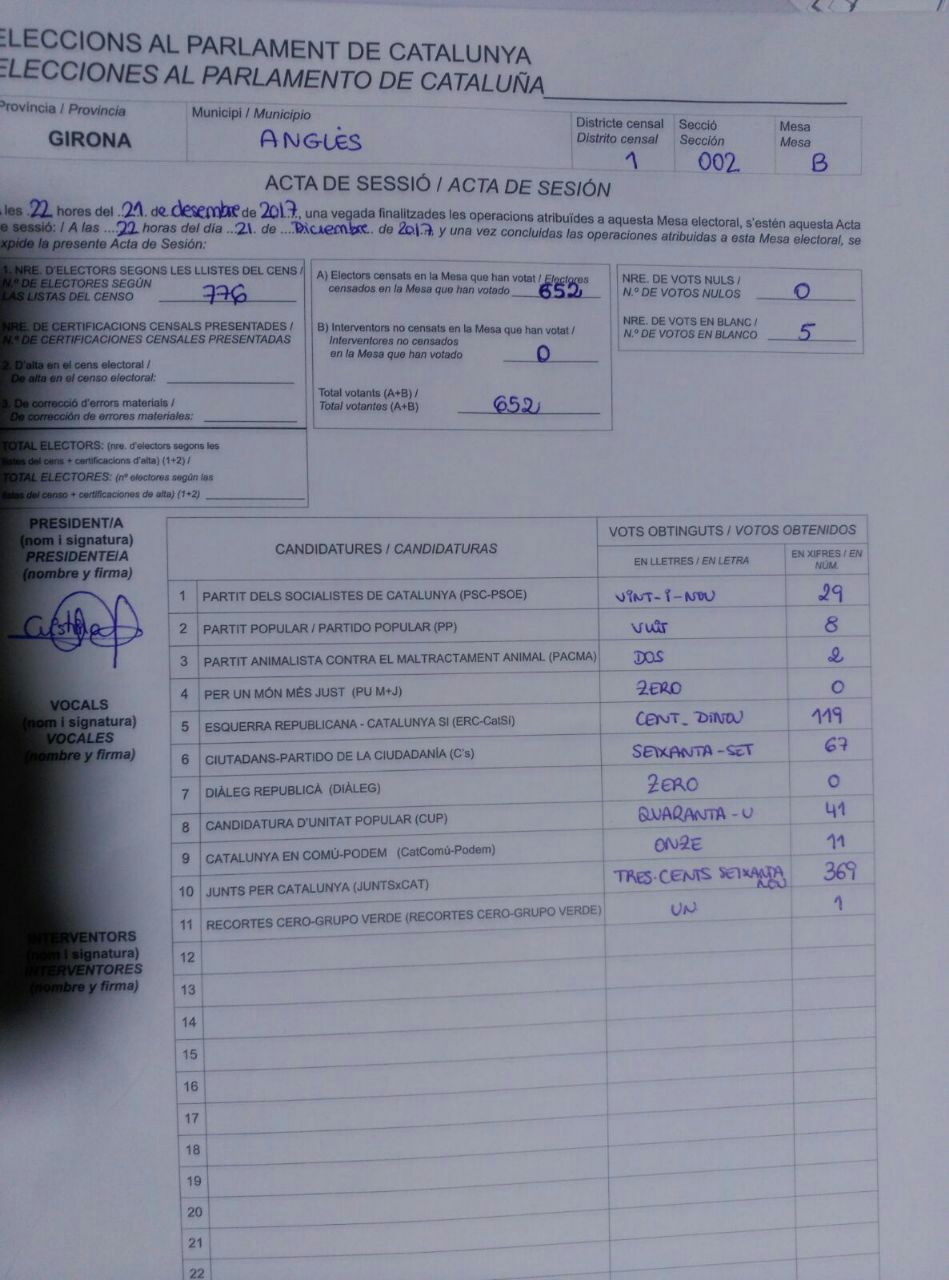 ELECCIONS AL PARLAMENT DE CATALUNYA
ELECCIONES AL PARLAMENTO DE CATALUÑA
Provincia / Provincia
GIRONA
Municipi / Municipio
ANGLÈS
Districte censal
Distrito censal
1
Secció
Sección
002
Mesa
Mesa
B
ACTA DE SESSIÓ / ACTA DE SESIÓN
les 22 hores del 21 de desembre de 2017, una vegada finalitzades les operacions atribuïdes a aquesta Mesa electoral, s'estén aquesta Acta
e sessió: / A las 22 horas del día 21 de Diciembre de 2017 y una vez concluidas las operaciones atribuidas a esta Mesa electoral, se
xpide la presente Acta de Sesión:
1. NRE. D'ELECTORS SEGONS LES LLISTES DEL CENS /
N.º DE ELECTORES SEGÚN
LAS LISTAS DEL CENSO 776
NRE. DE CERTIFICACIONS CENSALS PRESENTADES /
N.º DE CERTIFICACIONES CENSALES PRESENTADAS
2. D'alta en el cens electoral /
De alta en el censo electoral:
3. De correcció d'errors materials /
De corrección de errores materiales:
TOTAL ELECTORS: (nre. d'electors segons les
llistes del cens + certificacions d'alta) (1+2) /
TOTAL ELECTORES: (nº electores según las
listas del censo + certificaciones de alta) (1+2)
A) Electors censats en la Mesa que han votat / Electores
censados en la Mesa que han votado 652
B) Interventors no censats en la Mesa que han votat /
Interventores no censados
en la Mesa que han votado 0
Total votants (A+B) /
Total votantes (A+B) 652
NRE. DE VOTS NULS /
N.º DE VOTOS NULOS 0
NRE. DE VOTS EN BLANC /
N.º DE VOTOS EN BLANCO 5
PRESIDENT/A
(nom i signatura)
PRESIDENTE/A
(nombre y firma)
VOCALS
(nom i signatura)
VOCALES
(nombre y firma)
INTERVENTORS
(nom i signatura)
INTERVENTORES
(nombre y firma)
CANDIDATURES / CANDIDATURAS
VOTS OBTINGUTS / VOTOS OBTENIDOS
EN LLETRES / EN LETRA
EN XIFRES / EN
NÚM.
1 PARTIT DELS SOCIALISTES DE CATALUNYA (PSC-PSOE) VINT-I-NOU 29
2 PARTIT POPULAR / PARTIDO POPULAR (PP) VUIT 8
3 PARTIT ANIMALISTA CONTRA EL MALTRACTAMENT ANIMAL (PACMA) DOS 2
4 PER UN MÓN MÉS JUST (PU M+J) ZERO 0
5 ESQUERRA REPUBLICANA - CATALUNYA SI (ERC-CatSí) CENT-DINOU 119
6 CIUTADANS-PARTIDO DE LA CIUDADANÍA (C's) SEIXANTA-SET 67
7 DIÀLEG REPUBLICÀ (DIÀLEG) ZERO 0
8 CANDIDATURA D'UNITAT POPULAR (CUP) QUARANTA-U 41
9 CATALUNYA EN COMÚ-PODEM (CatComú-Podem) ONZE 11
10 JUNTS PER CATALUNYA (JUNTSxCAT) TRES-CENTS SEIXANTA NOU 369
11 RECORTES CERO-GRUPO VERDE (RECORTES CERO-GRUPO VERDE) UN 1
12
13
14
15
16
17
18
19
20
21
22